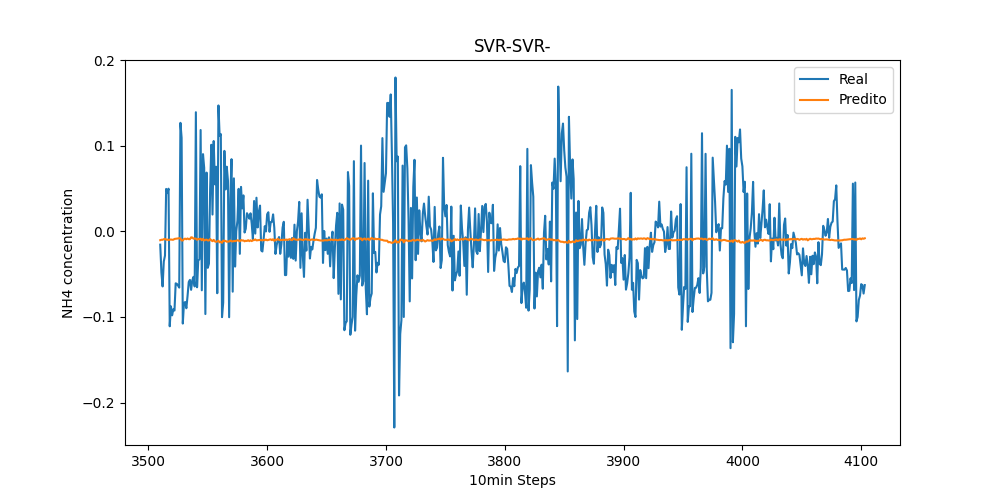 SVR-SVR-
0.2
0.1
0.0
−0.1
−0.2
NH4 concentration
Real
Predito
3500 3600 3700 3800 3900 4000 4100
10min Steps